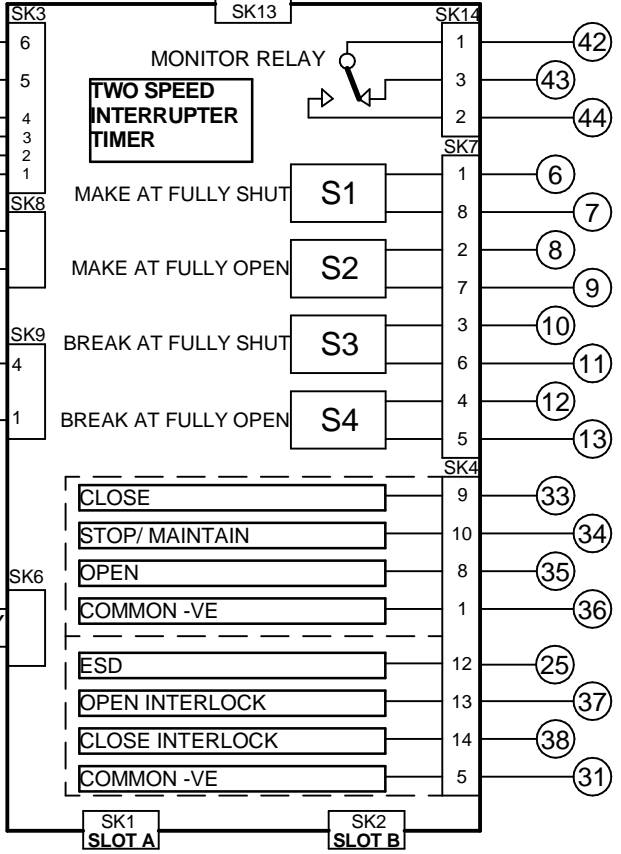 SK3
SK13
SK14
6
5
4
3
2
1
MONITOR RELAY
TWO SPEED
INTERRUPTER
TIMER
1
3
2
42
43
44
SK7
SK8
MAKE AT FULLY SHUT
S1
1
8
6
7
MAKE AT FULLY OPEN
S2
2
7
8
9
SK9
4
1
BREAK AT FULLY SHUT
S3
3
6
10
11
BREAK AT FULLY OPEN
S4
4
5
12
13
SK4
SK6
CLOSE
9
33
STOP/ MAINTAIN
10
34
OPEN
8
35
COMMON -VE
1
36
ESD
12
25
OPEN INTERLOCK
13
37
CLOSE INTERLOCK
14
38
COMMON -VE
5
31
SK1
SLOT A
SK2
SLOT B